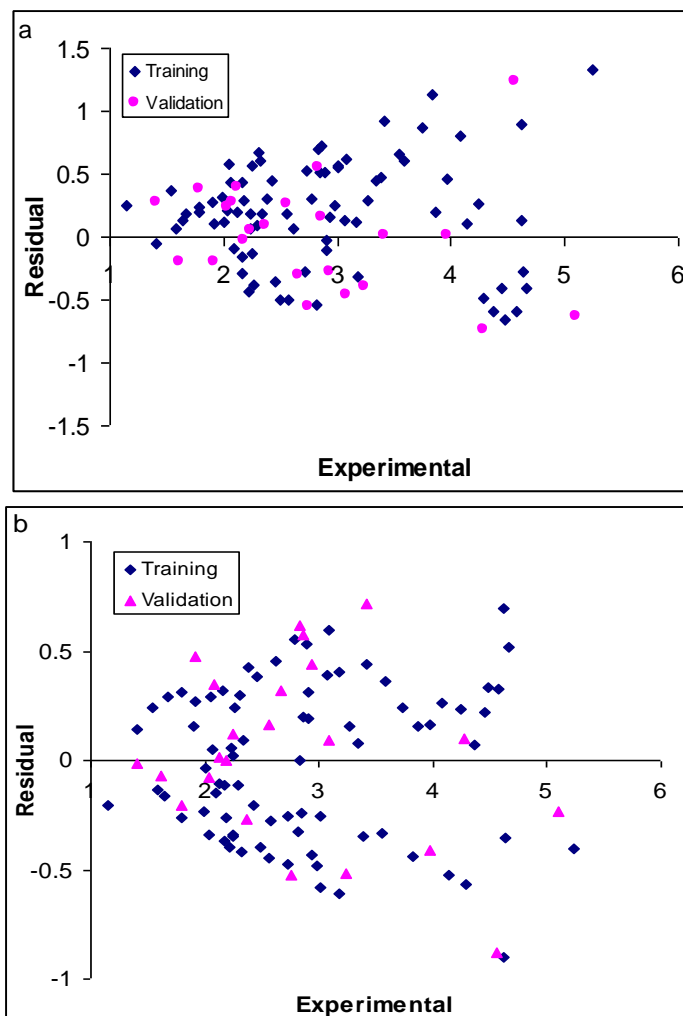 a
1.5
Training
Validation
1
0.5
0
1 2 3 4 5 6
-0.5
-1
-1.5
Residual
Experimental
b
1
Training
Validation
0.5
0
1 2 3 4 5 6
-0.5
-1
Residual
Experimental